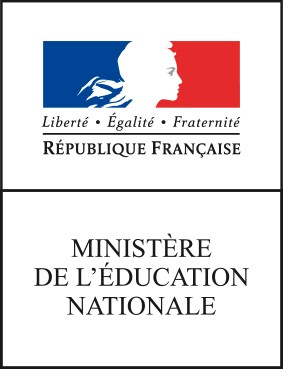 Liberté • Égalité • Fraternité
RÉPUBLIQUE FRANÇAISE
MINISTÈRE
DE L'ÉDUCATION
NATIONALE